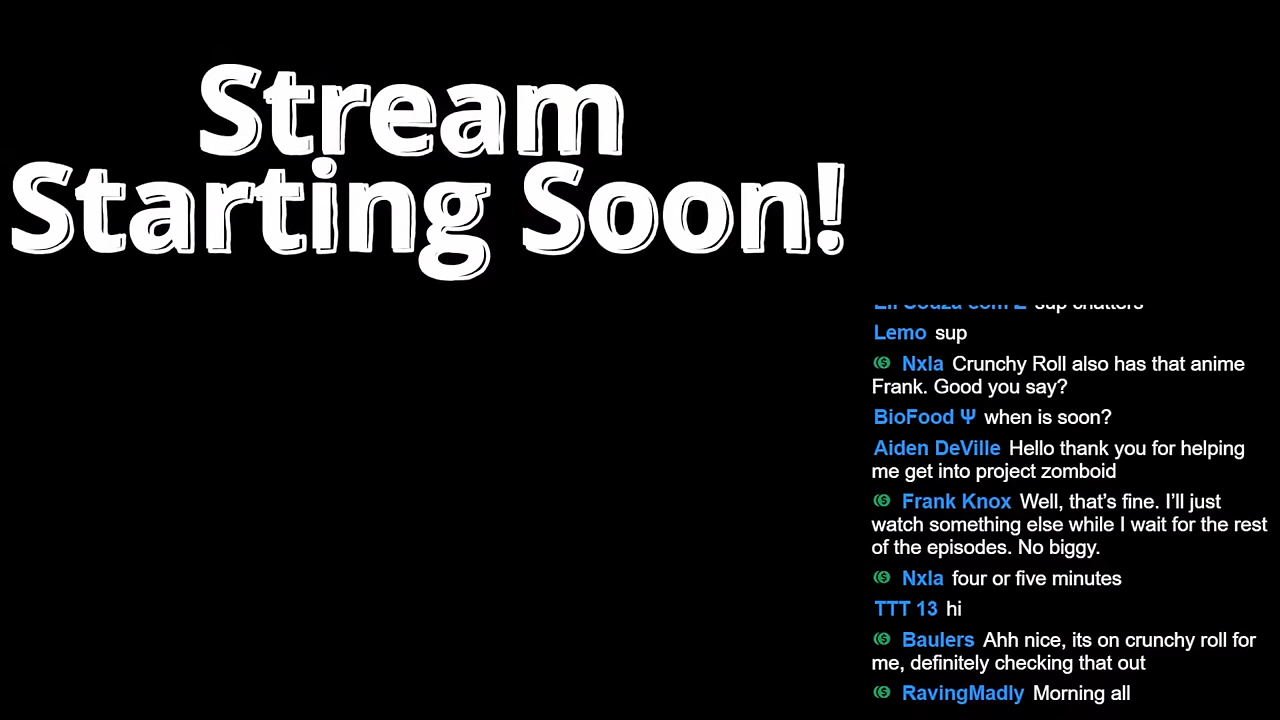 Stream
Starting Soon!
sup chatters
Lemo sup
Nxla Crunchy Roll also has that anime
Frank. Good you say?
BioFood Ψ when is soon?
Aiden DeVille Hello thank you for helping
me get into project zomboid
Frank Knox Well, that’s fine. I’ll just
watch something else while I wait for the rest
of the episodes. No biggy.
Nxla four or five minutes
TTT 13 hi
Baulers Ahh nice, its on crunchy roll for
me, definitely checking that out
RavingMadly Morning all